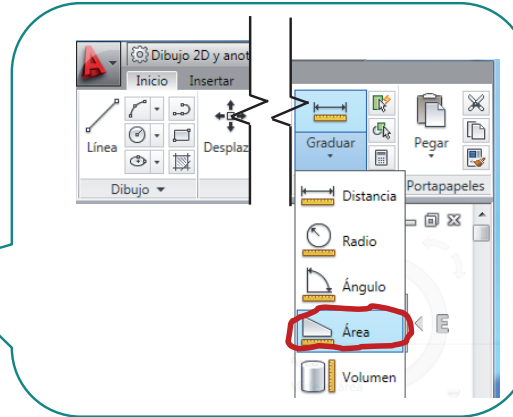 Dibujo 2D y anot
Inicio Insertar
Línea
Desplaz
Dibujo
Graduar
Pegar
Portapapeles
Distancia
Radio
Ángulo
Área
Volumen
E